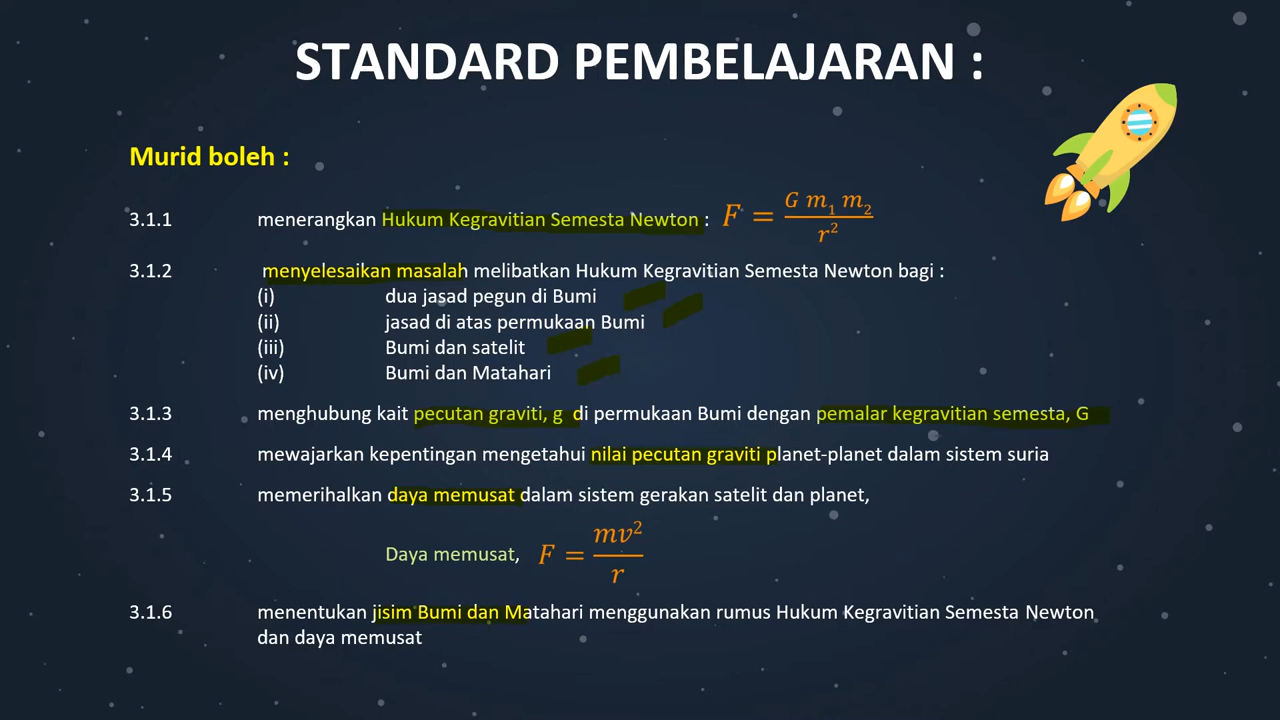 STANDARD PEMBELAJARAN :
Murid boleh :
3.1.1 menerangkan Hukum Kegravitian Semesta Newton : F = G m₁ m₂ / r²
3.1.2 menyelesaikan masalah melibatkan Hukum Kegravitian Semesta Newton bagi :
(i) dua jasad pegun di Bumi
(ii) jasad di atas permukaan Bumi
(iii) Bumi dan satelit
(iv) Bumi dan Matahari
3.1.3 menghubung kait pecutan graviti, g di permukaan Bumi dengan pemalar kegravitian semesta, G
3.1.4 mewajarkan kepentingan mengetahui nilai pecutan graviti planet-planet dalam sistem suria
3.1.5 memerihalkan daya memusat dalam sistem gerakan satelit dan planet,
Daya memusat, F = mv² / r
3.1.6 menentukan jisim Bumi dan Matahari menggunakan rumus Hukum Kegravitian Semesta Newton
dan daya memusat